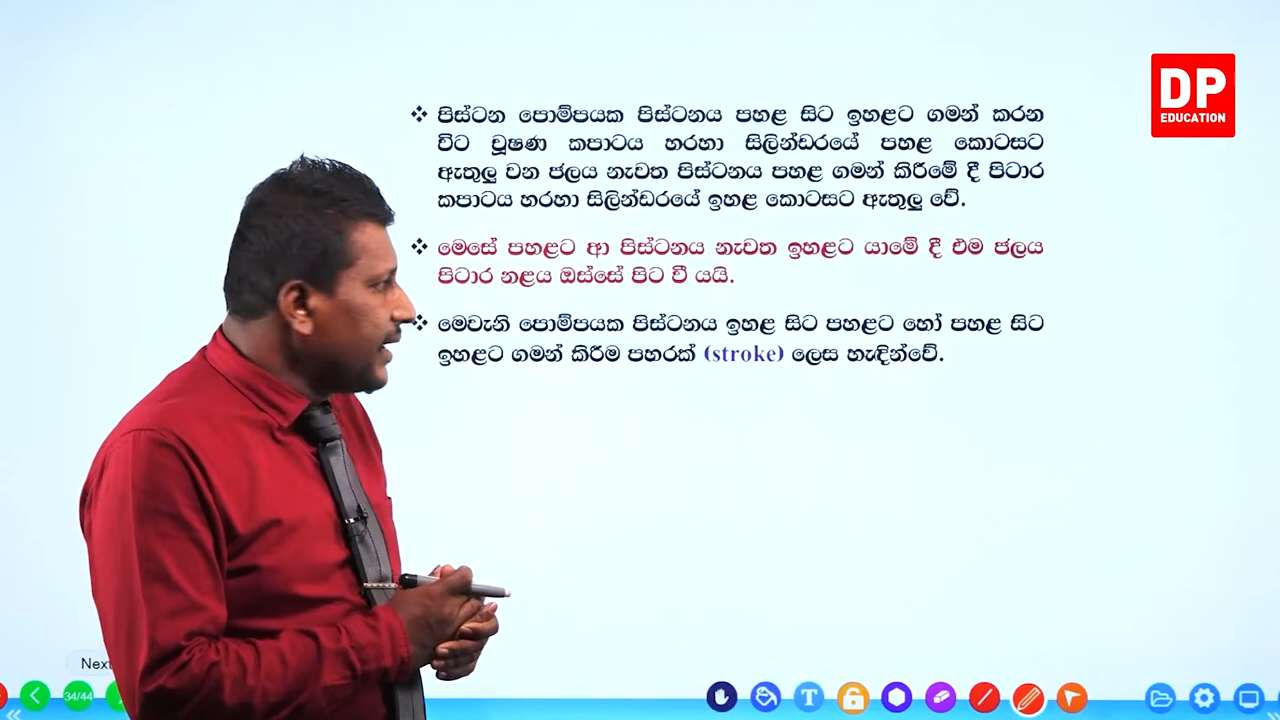 DP
EDUCATION
❖ පිස්ටන පොම්පයක පිස්ටනය පහළ සිට ඉහළට ගමන් කරන
විට චූෂණ කපාටය හරහා සිලින්ඩරයේ පහළ කොටසට
ඇතුලු වන ජලය නැවත පිස්ටනය පහළ ගමන් කිරීමේ දී පිටාර
කපාටය හරහා සිලින්ඩරයේ ඉහළ කොටසට ඇතුලු වේ.
❖ මෙසේ පහළට ආ පිස්ටනය නැවත ඉහළට යාමේ දී එම ජලය
පිටාර නළය ඔස්සේ පිට වී යයි.
❖ මෙවැනි පොම්පයක පිස්ටනය ඉහළ සිට පහළට හෝ පහළ සිට
ඉහළට ගමන් කිරීම පහරක් (stroke) ලෙස හැඳින්වේ.
Next
34/44
T